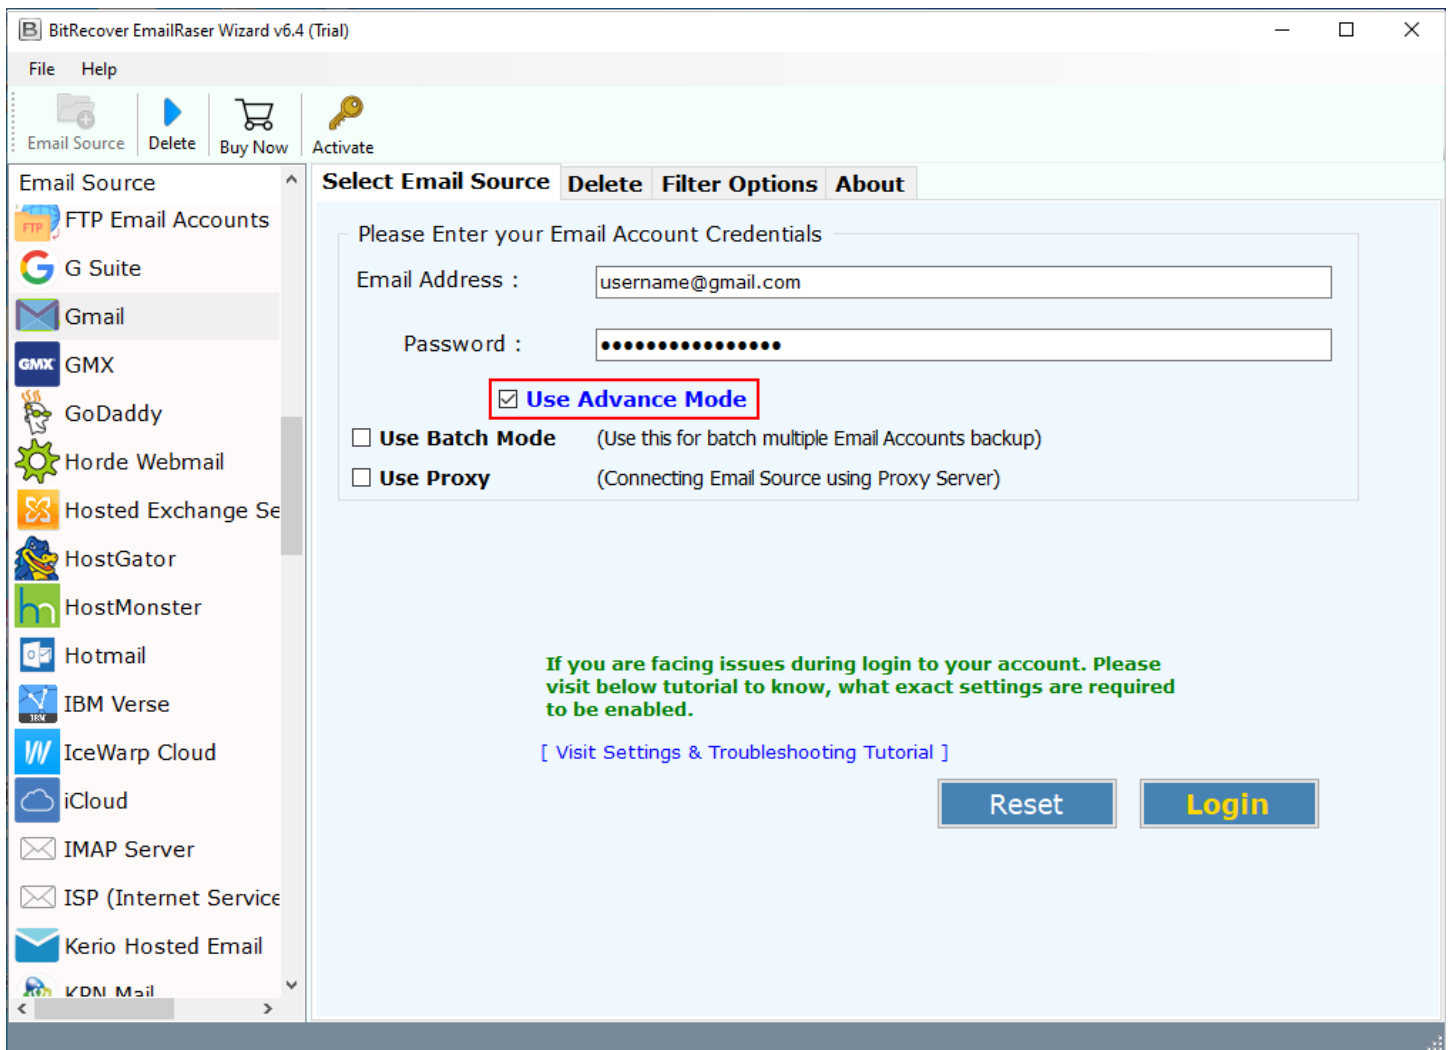 BitRecover EmailRaser Wizard v6.4 (Trial)
File Help
Email Source Delete Buy Now Activate
Email Source
FTP Email Accounts
G Suite
Gmail
GMX GMX
GoDaddy
Horde Webmail
Hosted Exchange Se
HostGator
HostMonster
Hotmail
IBM Verse
IceWarp Cloud
iCloud
IMAP Server
ISP (Internet Service
Kerio Hosted Email
KPN Mail
Select Email Source Delete Filter Options About
Please Enter your Email Account Credentials
Email Address : username@gmail.com
Password : ••••••••••••••••
Use Advance Mode
Use Batch Mode (Use this for batch multiple Email Accounts backup)
Use Proxy (Connecting Email Source using Proxy Server)
If you are facing issues during login to your account. Please
visit below tutorial to know, what exact settings are required
to be enabled.
[ Visit Settings & Troubleshooting Tutorial ]
Reset Login